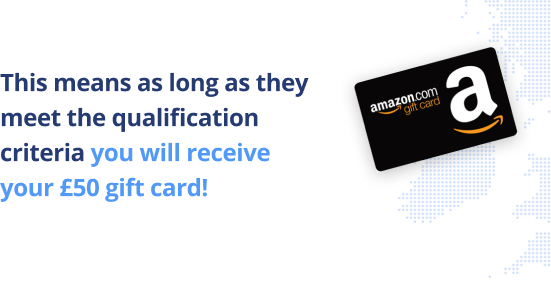 This means as long as they
meet the qualification
criteria you will receive
your £50 gift card!
amazon.com
gift card
a